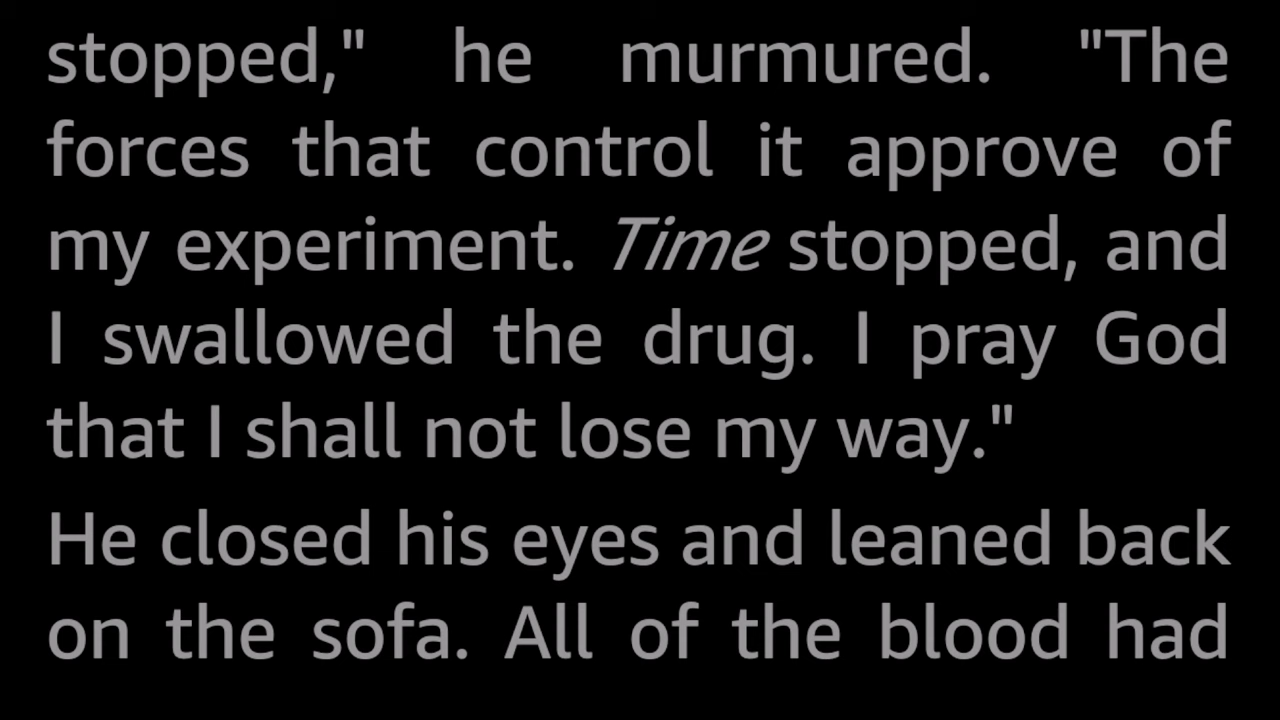 stopped," he murmured. "The
forces that control it approve of
my experiment. Time stopped, and
I swallowed the drug. I pray God
that I shall not lose my way."
He closed his eyes and leaned back
on the sofa. All of the blood had